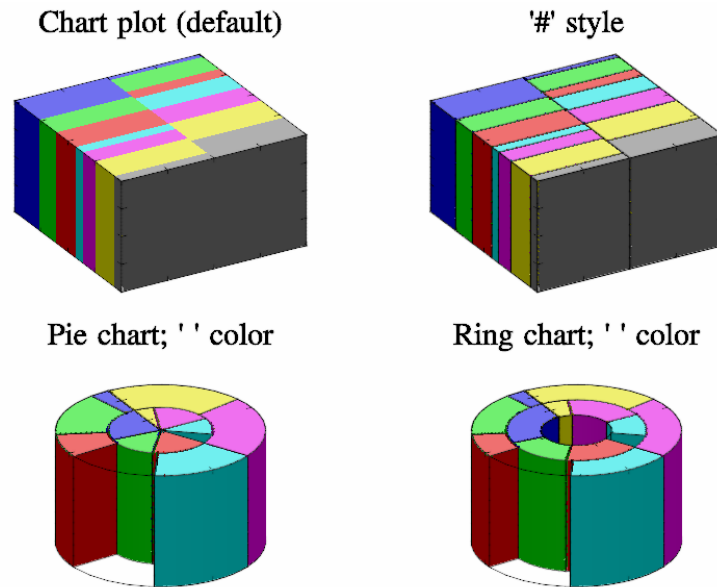 Chart plot (default)
'#' style
Pie chart; ' ' color
Ring chart; ' ' color